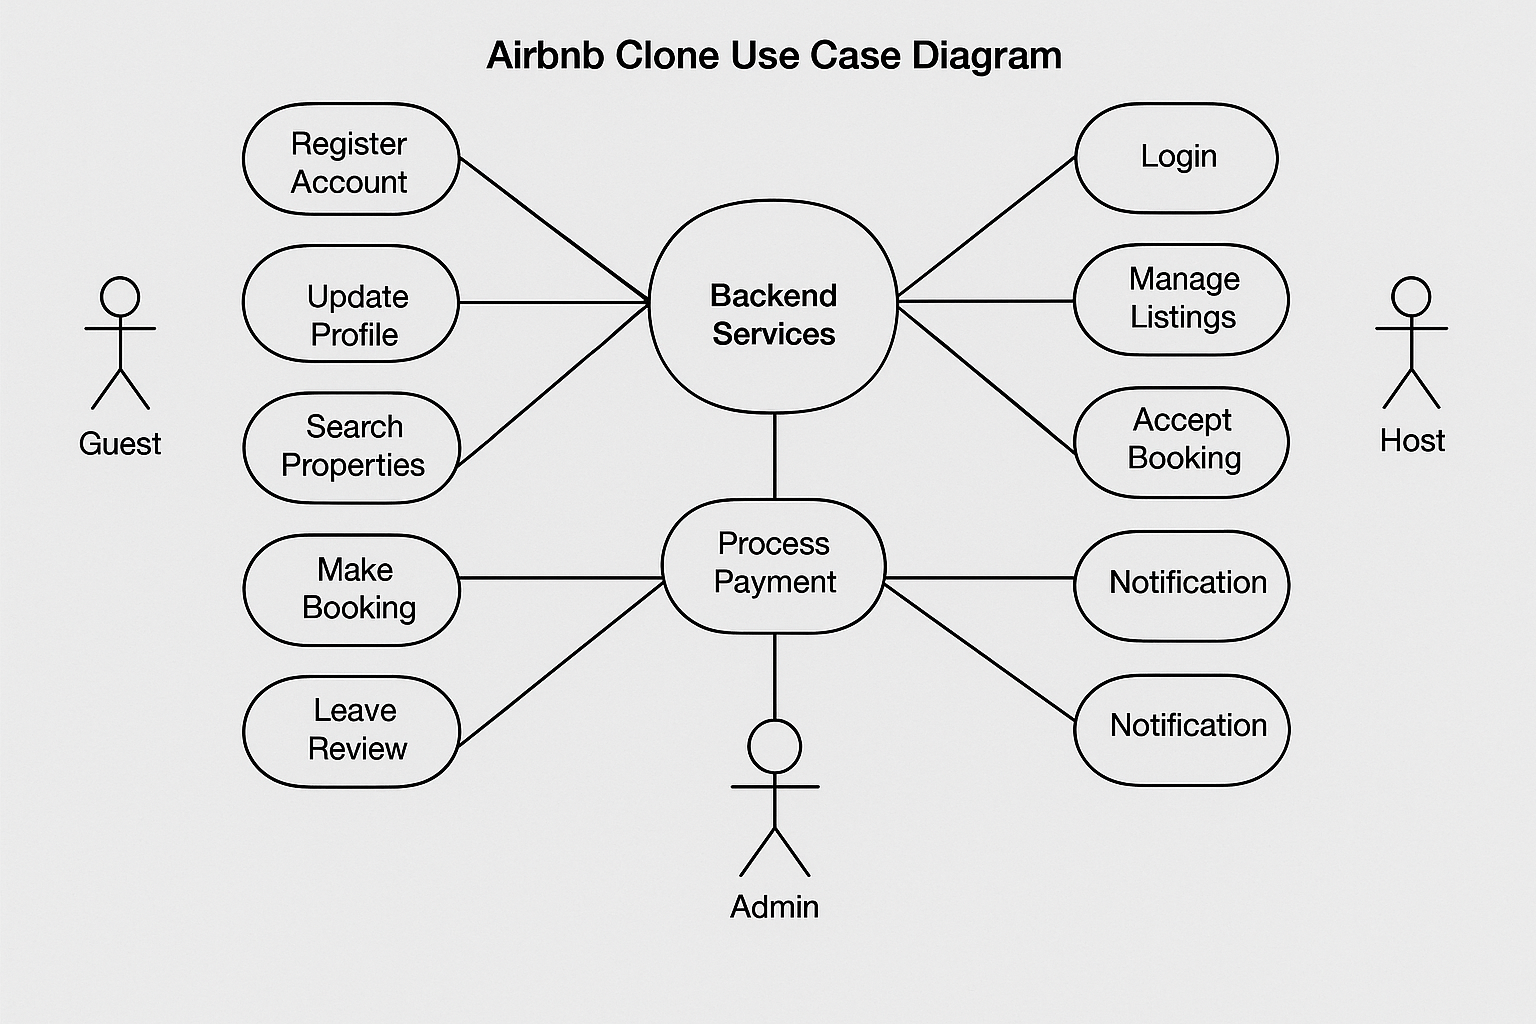 Airbnb Clone Use Case Diagram
Register
Account
Update
Profile
Search
Properties
Make
Booking
Leave
Review
Guest
Backend
Services
Process
Payment
Admin
Login
Manage
Listings
Accept
Booking
Notification
Notification
Host